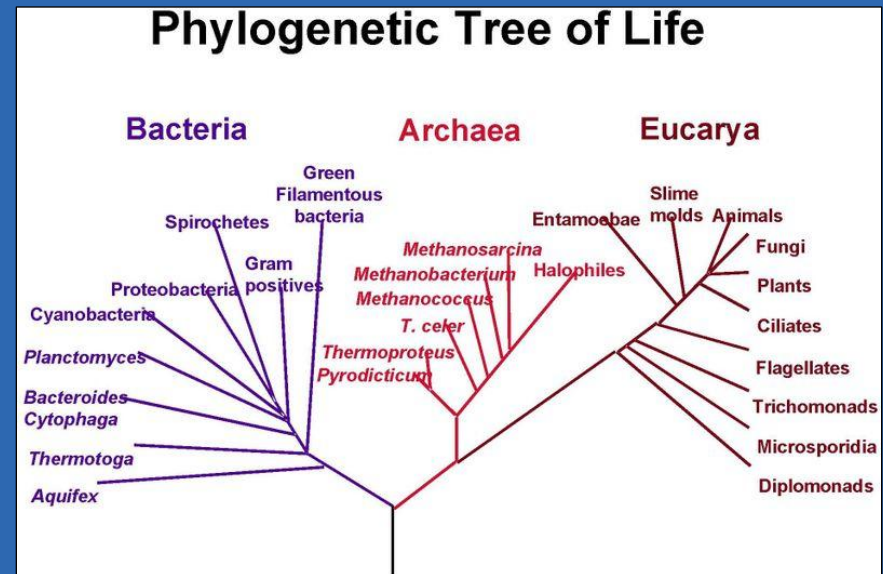 Phylogenetic Tree of Life
Bacteria
Archaea
Eucarya
Green
Filamentous
bacteria
Spirochetes
Gram
positives
Proteobacteria
Cyanobacteria
Planctomyces
Bacteroides
Cytophaga
Thermotoga
Aquifex
Methanosarcina
Methanobacterium
Halophiles
Methanococcus
T. celer
Thermoproteus
Pyrodicticum
Entamoebae
Slime
molds
Animals
Fungi
Plants
Ciliates
Flagellates
Trichomonads
Microsporidia
Diplomonads